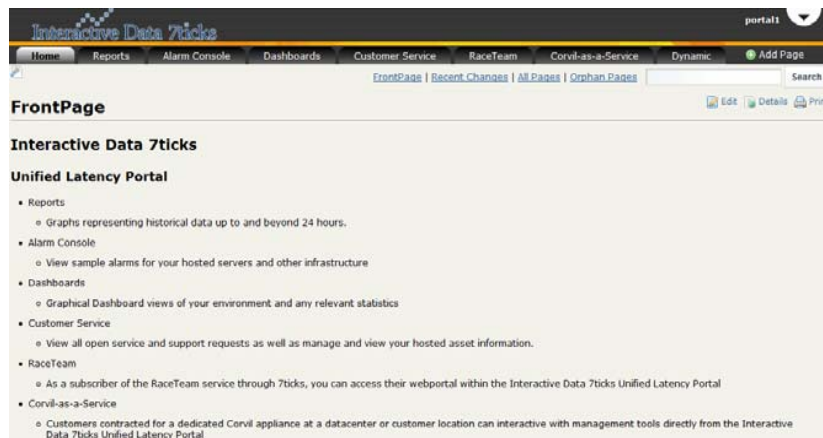 Interactive Data 7ticks
portal1
Home Reports Alarm Console Dashboards Customer Service RaceTeam Corvil-as-a-Service Dynamic Add Page
FrontPage | Recent Changes | All Pages | Orphan Pages Search
FrontPage
Edit Details Prin
Interactive Data 7ticks
Unified Latency Portal
Reports
Graphs representing historical data up to and beyond 24 hours.
Alarm Console
View sample alarms for your hosted servers and other infrastructure
Dashboards
Graphical Dashboard views of your environment and any relevant statistics
Customer Service
View all open service and support requests as well as manage and view your hosted asset information.
RaceTeam
As a subscriber of the RaceTeam service through 7ticks, you can access their webportal within the Interactive Data 7ticks Unified Latency Portal
Corvil-as-a-Service
Customers contracted for a dedicated Corvil appliance at a datacenter or customer location can interactive with management tools directly from the Interactive
Data 7ticks Unified Latency Portal